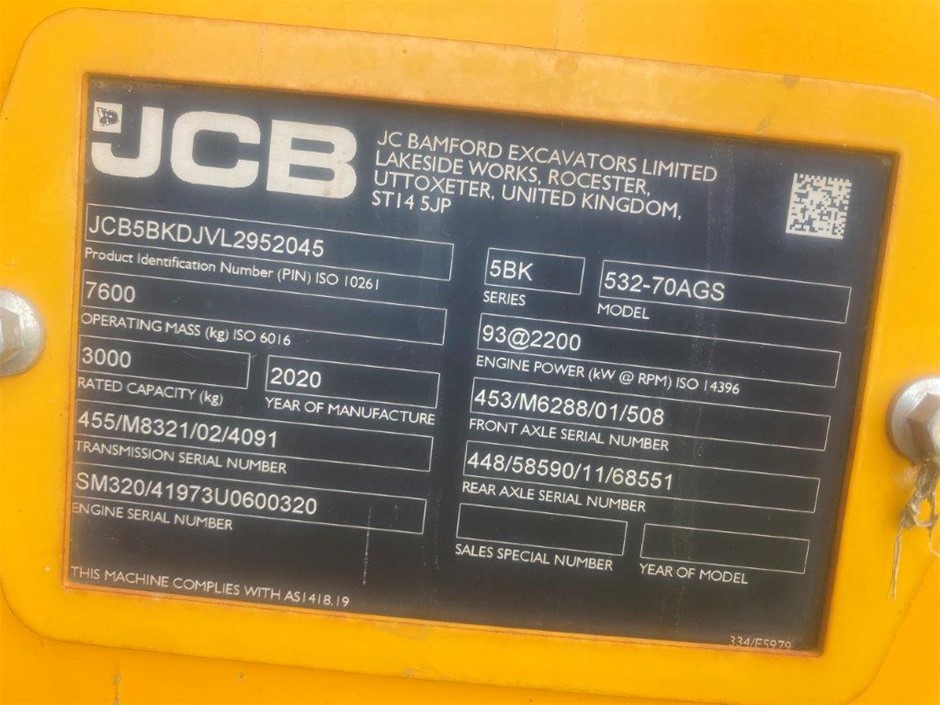 JCB
JC BAMFORD EXCAVATORS LIMITED
LAKESIDE WORKS, ROCESTER,
UTTOXETER, UNITED KINGDOM,
ST14 5JP
JCB5BKDJVL2952045
Product Identification Number (PIN) ISO 10261
5BK
SERIES
532-70AGS
MODEL
7600
OPERATING MASS (kg) ISO 6016
93@2200
ENGINE POWER (kW @ RPM) ISO 14396
3000
RATED CAPACITY (kg)
2020
YEAR OF MANUFACTURE
453/M6288/01/508
FRONT AXLE SERIAL NUMBER
455/M8321/02/4091
TRANSMISSION SERIAL NUMBER
448/58590/11/68551
REAR AXLE SERIAL NUMBER
SM320/41973U0600320
ENGINE SERIAL NUMBER
SALES SPECIAL NUMBER
YEAR OF MODEL
THIS MACHINE COMPLIES WITH AS1418.19
334/F5979